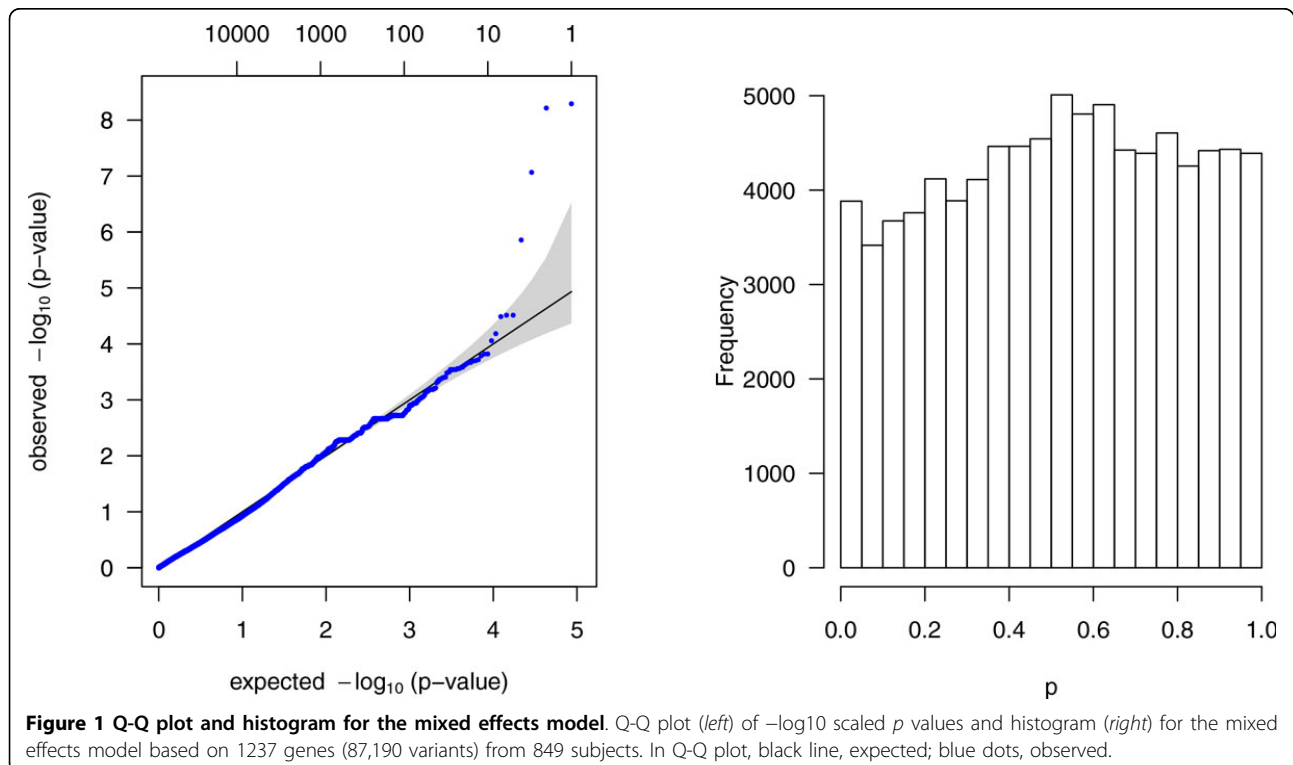 10000 1000 100 10 1
8
7
6
5
4
3
2
1
0
observed −log10 (p-value)
0 1 2 3 4 5
expected −log10 (p-value)
5000
4000
3000
2000
1000
0
Frequency
0.0 0.2 0.4 0.6 0.8 1.0
p
Figure 1 Q-Q plot and histogram for the mixed effects model. Q-Q plot (left) of −log10 scaled p values and histogram (right) for the mixed
effects model based on 1237 genes (87,190 variants) from 849 subjects. In Q-Q plot, black line, expected; blue dots, observed.